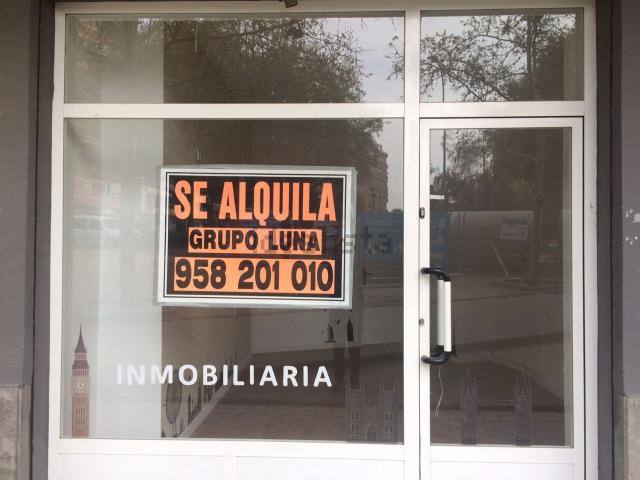 SE ALQUILA
GRUPO LUNA
958 201 010
INMOBILIARIA